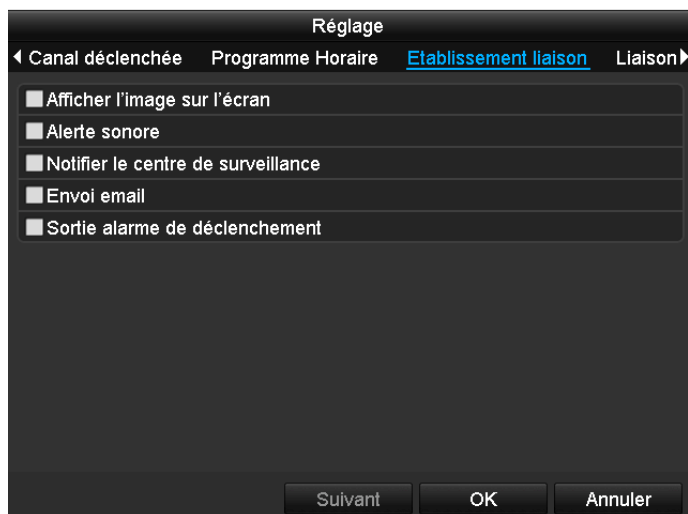 Réglage
Canal déclenchée Programme Horaire Etablissement liaison Liaison
Afficher l'image sur l'écran
Alerte sonore
Notifier le centre de surveillance
Envoi email
Sortie alarme de déclenchement
Suivant OK Annuler